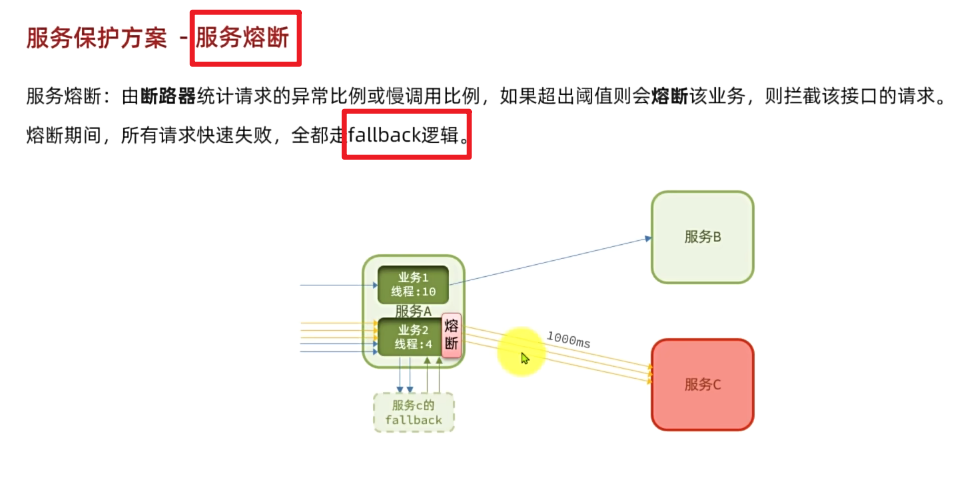 服务保护方案 - 服务熔断
服务熔断：由断路器统计请求的异常比例或慢调用比例，如果超出阈值则会熔断该业务，则拦截该接口的请求。
熔断期间，所有请求快速失败，全都走fallback逻辑。
服务B
业务1
线程:10
服务A
业务2
线程:4
熔
断
1000ms
服务C
服务c的
fallback